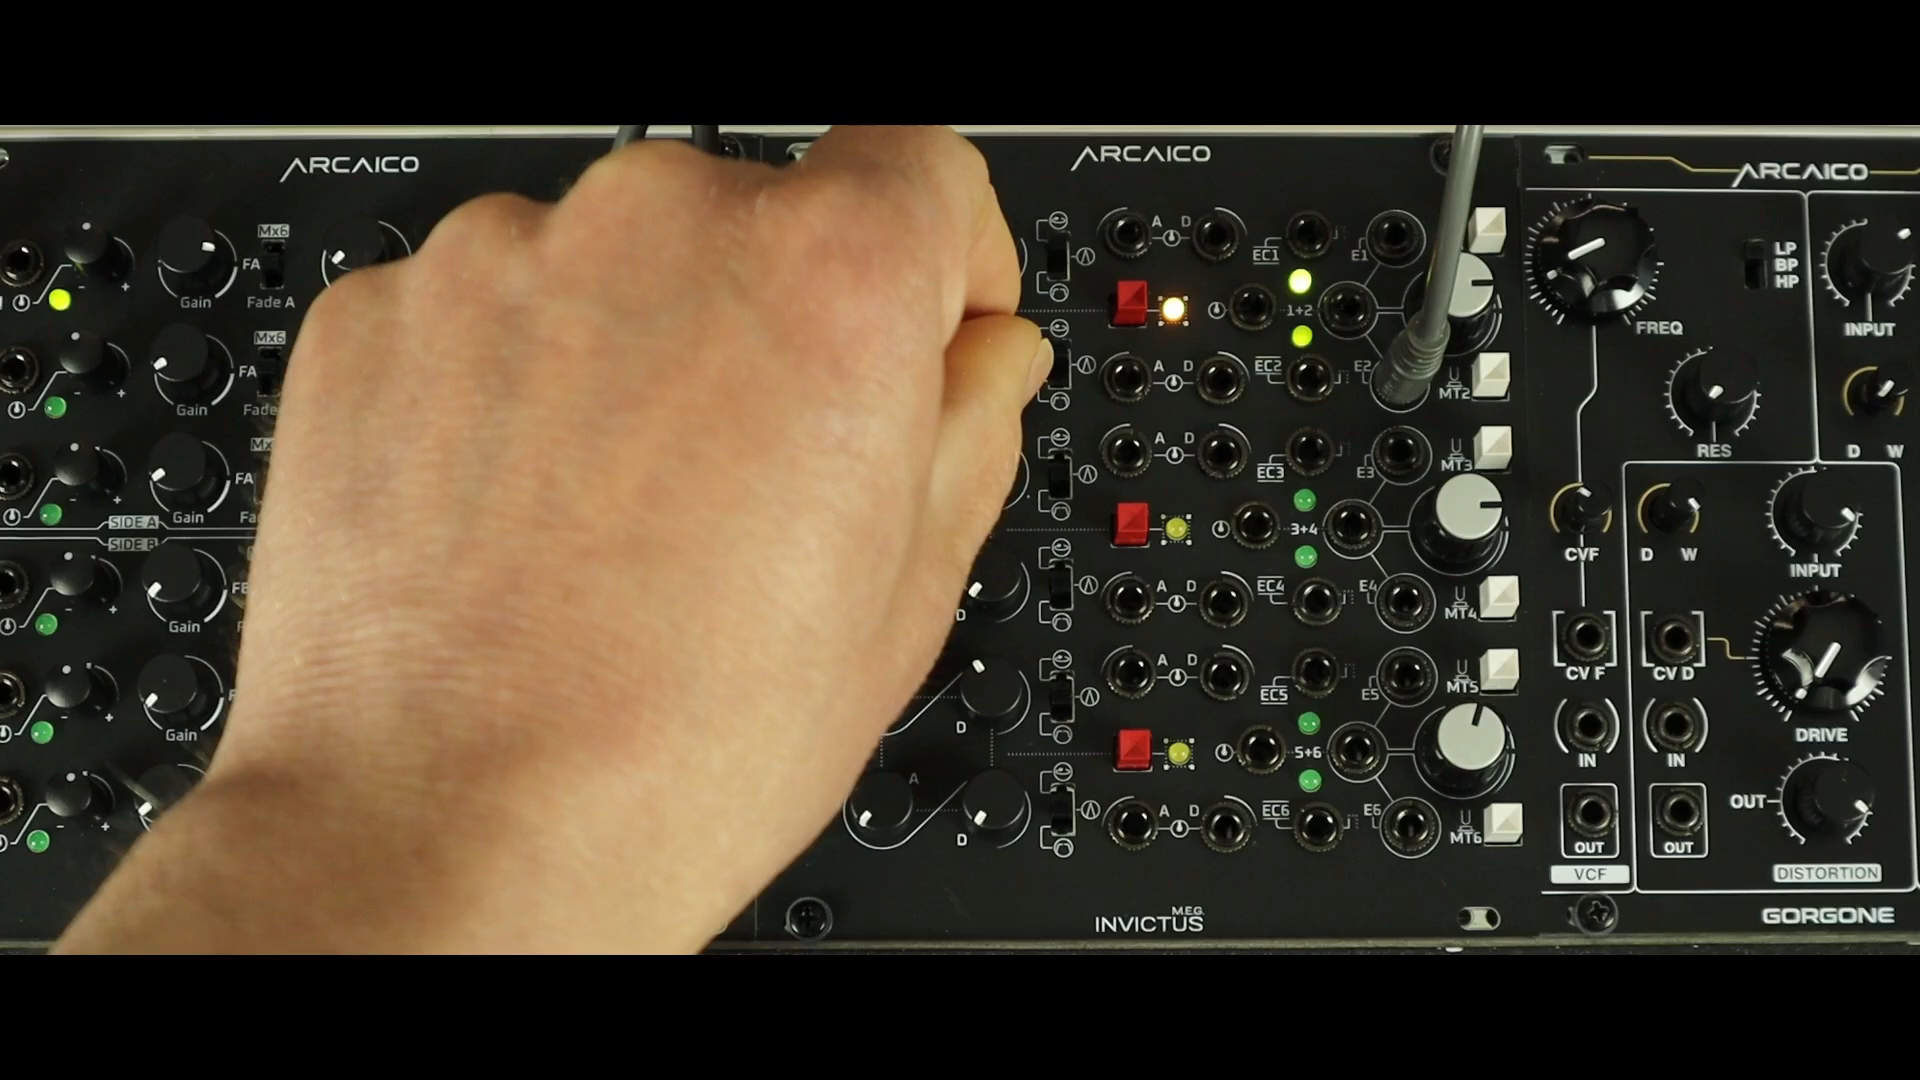 ARCAICO
Mx6
FA
Gain
Fade A
- +
Mx6
FA
Gain
Fade
- +
FA
Gain
- +
SIDE A
SIDE B
Gain
- +
Gain
- +
- +
ARCAICO
A D
EC1
E1
1+2
A D
EC2
E2
MT2
A D
EC3
E3
MT3
3+4
A D
EC4
E4
MT4
D
A D
EC5
E5
MT5
D
5+6
A
D
A D
EC6
E6
MT6
M.E.G.
INVICTUS
ARCAICO
LP
BP
HP
FREQ
INPUT
RES
D W
CVF
D W
INPUT
CV F
CV D
DRIVE
IN
IN
OUT
OUT
OUT
VCF
DISTORTION
GORGONE